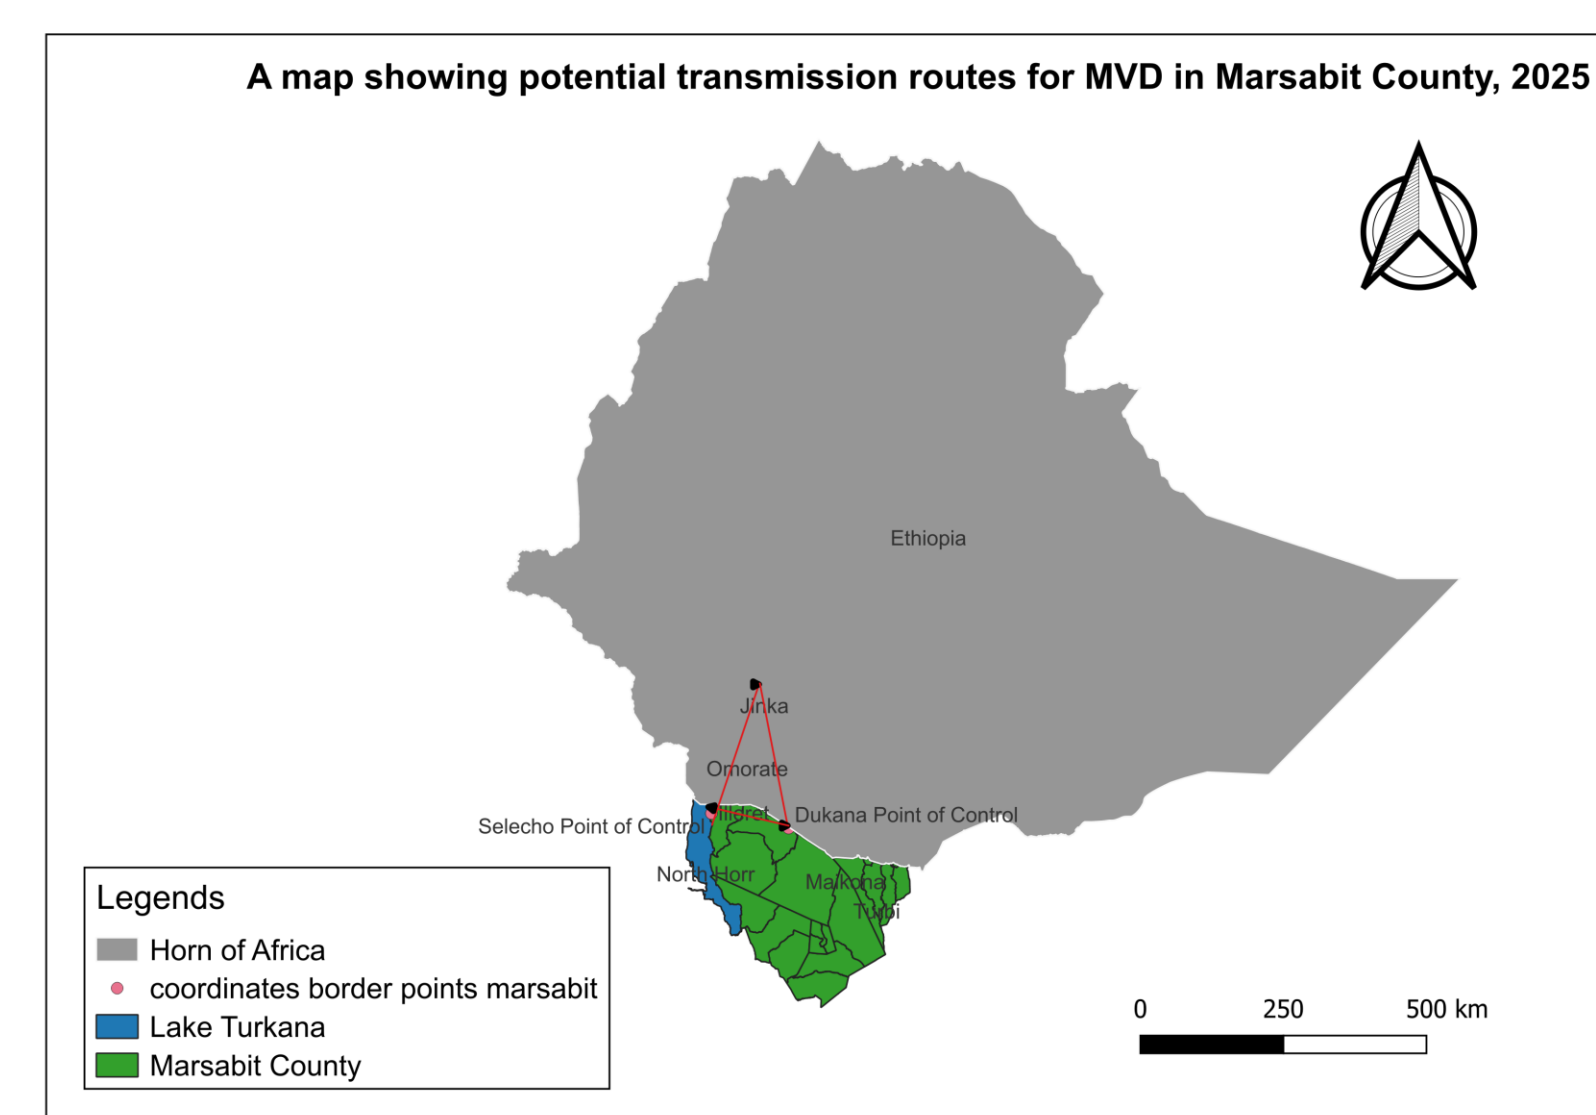 A map showing potential transmission routes for MVD in Marsabit County, 2025
Ethiopia
Jinka
Omorate
Dukana Point of Control
Selecho Point of Control
North Horr
Maikona
Turbi
Legends
Horn of Africa
coordinates border points marsabit
Lake Turkana
Marsabit County
0 250 500 km